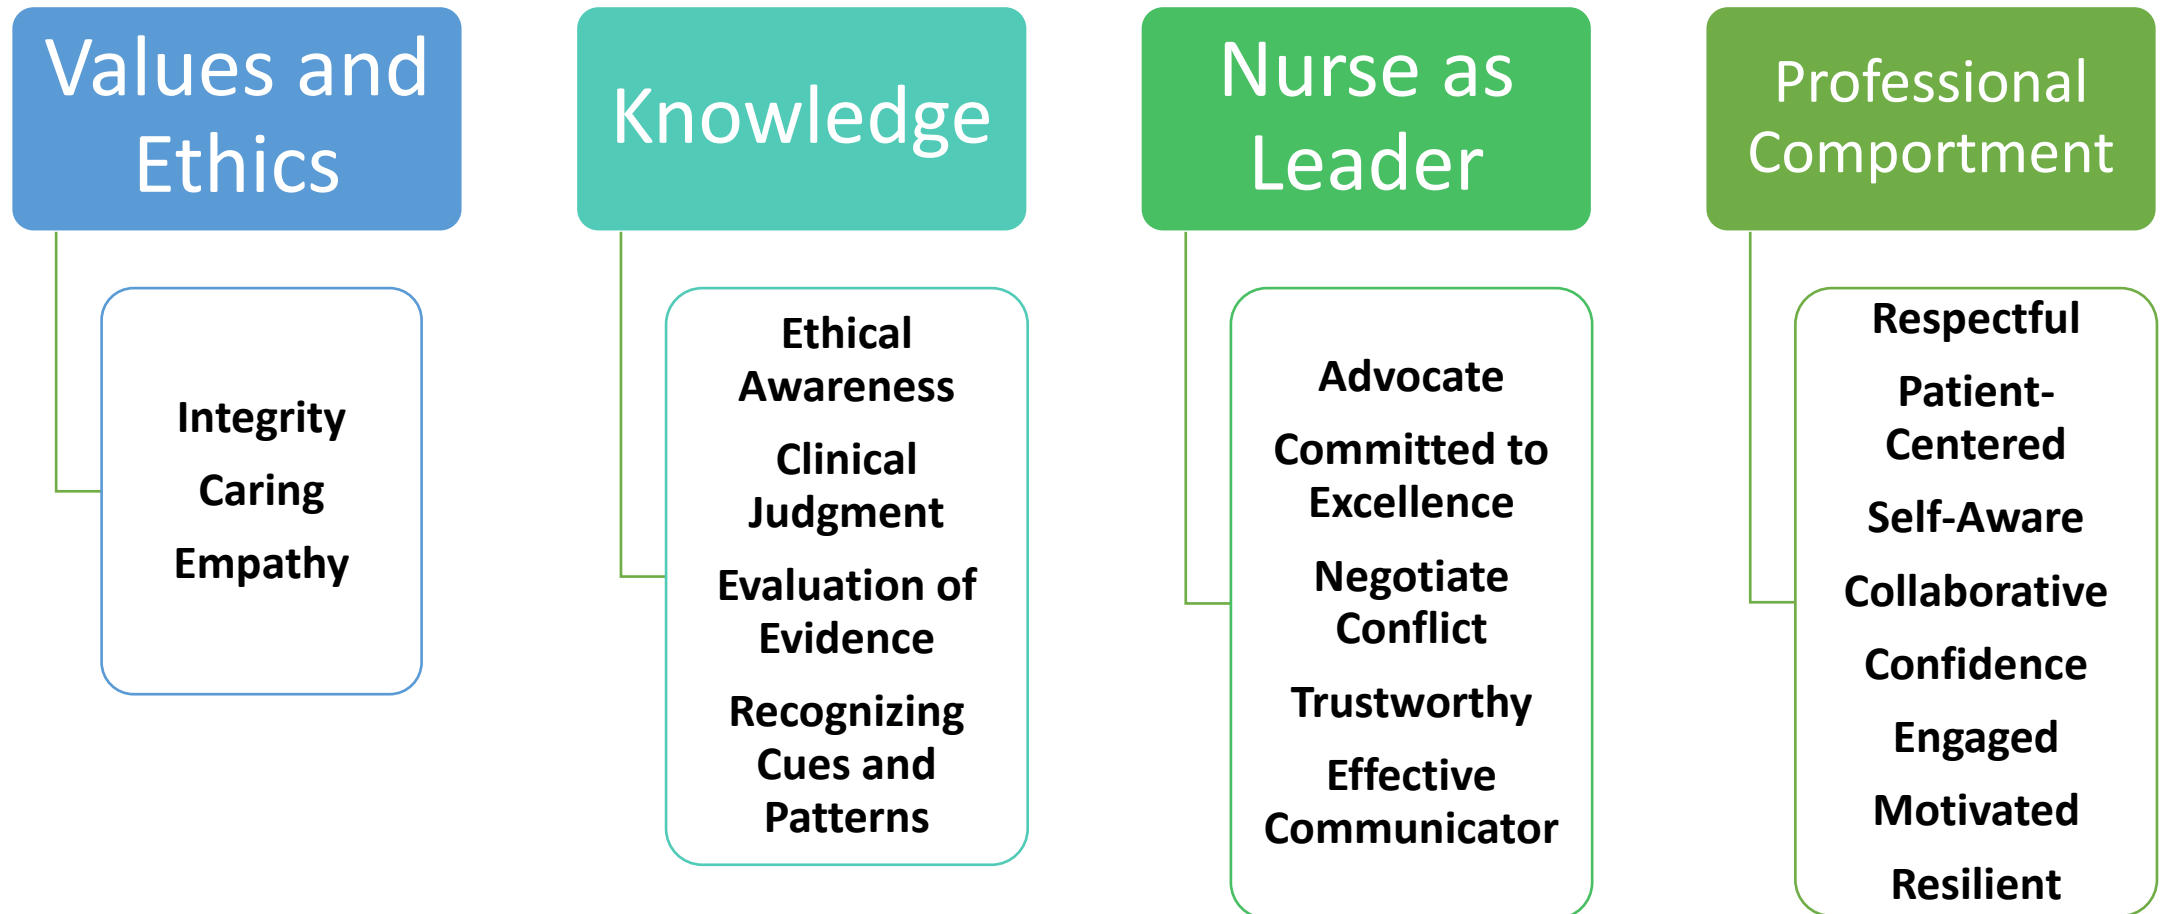 Values and
Ethics
Integrity
Caring
Empathy
Knowledge
Ethical
Awareness
Clinical
Judgment
Evaluation of
Evidence
Recognizing
Cues and
Patterns
Nurse as
Leader
Advocate
Committed to
Excellence
Negotiate
Conflict
Trustworthy
Effective
Communicator
Professional
Comportment
Respectful
Patient-
Centered
Self-Aware
Collaborative
Confidence
Engaged
Motivated
Resilient